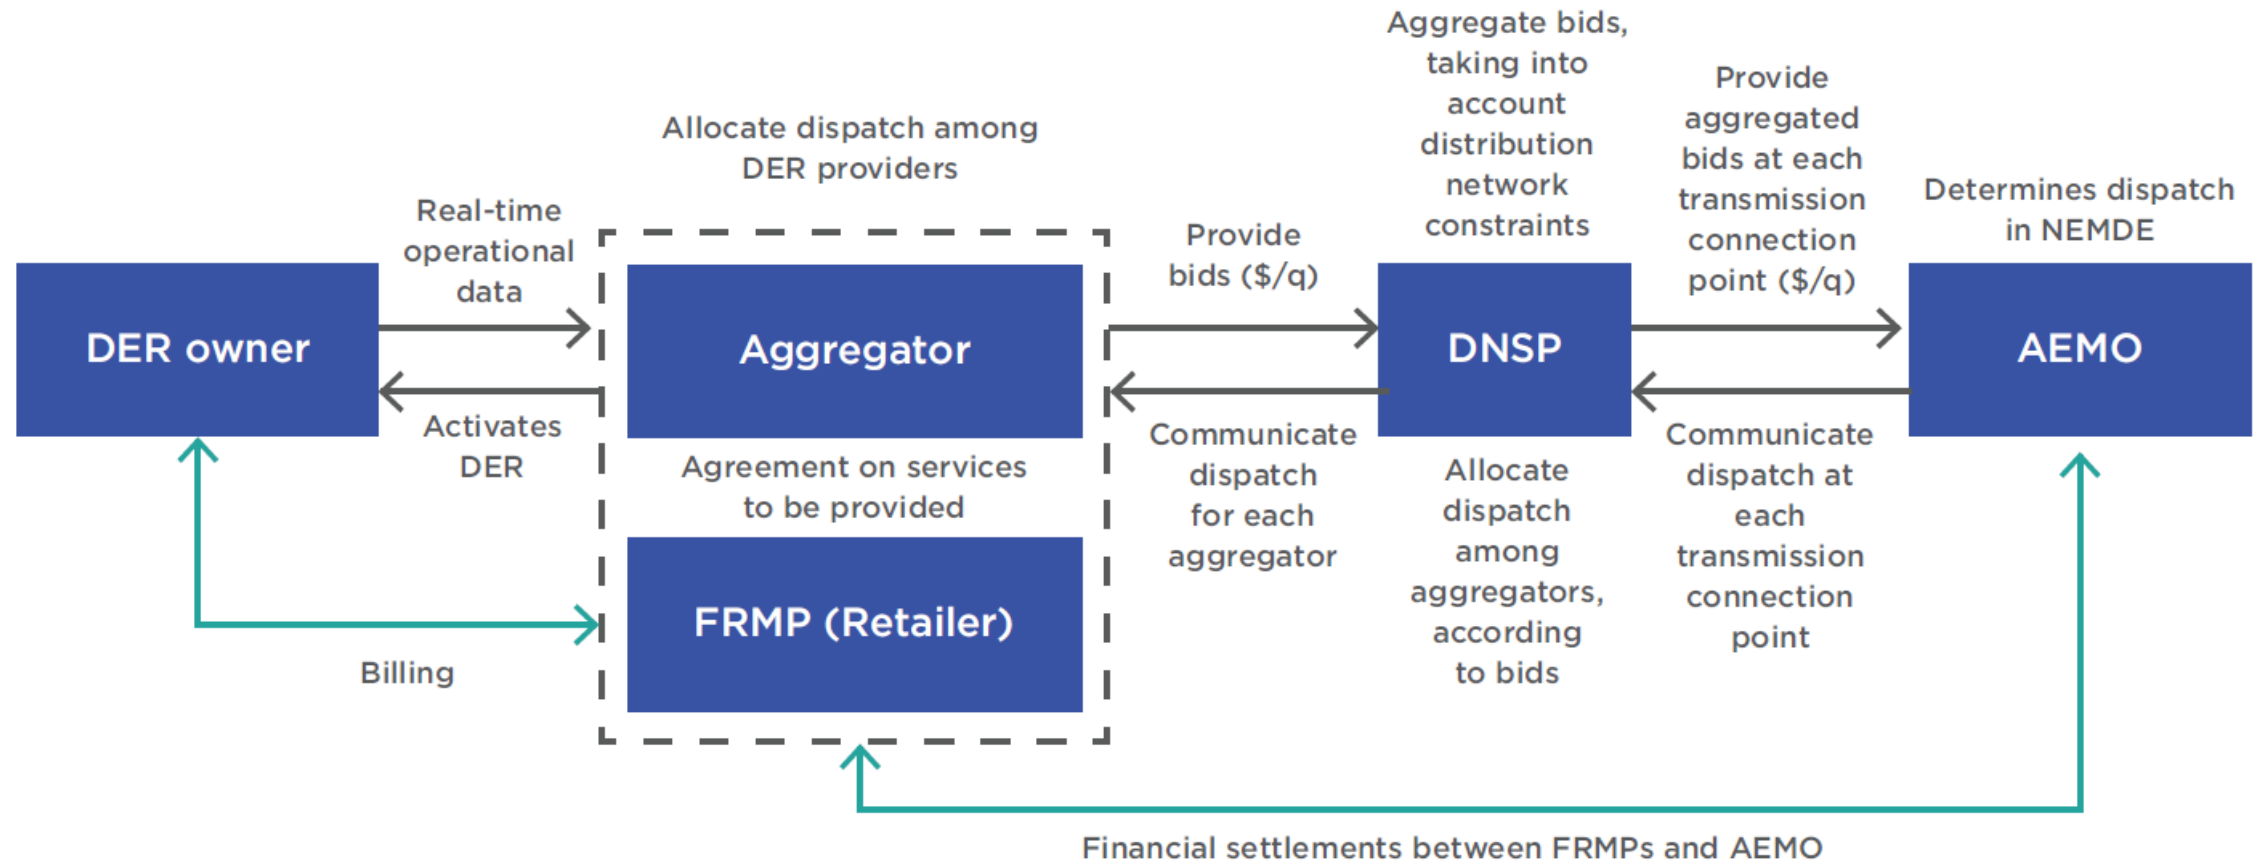 Aggregate bids,
taking into
account
distribution
network
constraints
Provide
aggregated
bids at each
transmission
connection
point ($/q)
Allocate dispatch among
DER providers
Determines dispatch
in NEMDE
Real-time
operational
data
Provide
bids ($/q)
DER owner
Aggregator
DNSP
AEMO
Activates
DER
Agreement on services
to be provided
Communicate
dispatch
for each
aggregator
Allocate
dispatch
among
aggregators,
according
to bids
Communicate
dispatch at
each
transmission
connection
point
FRMP (Retailer)
Billing
Financial settlements between FRMPs and AEMO